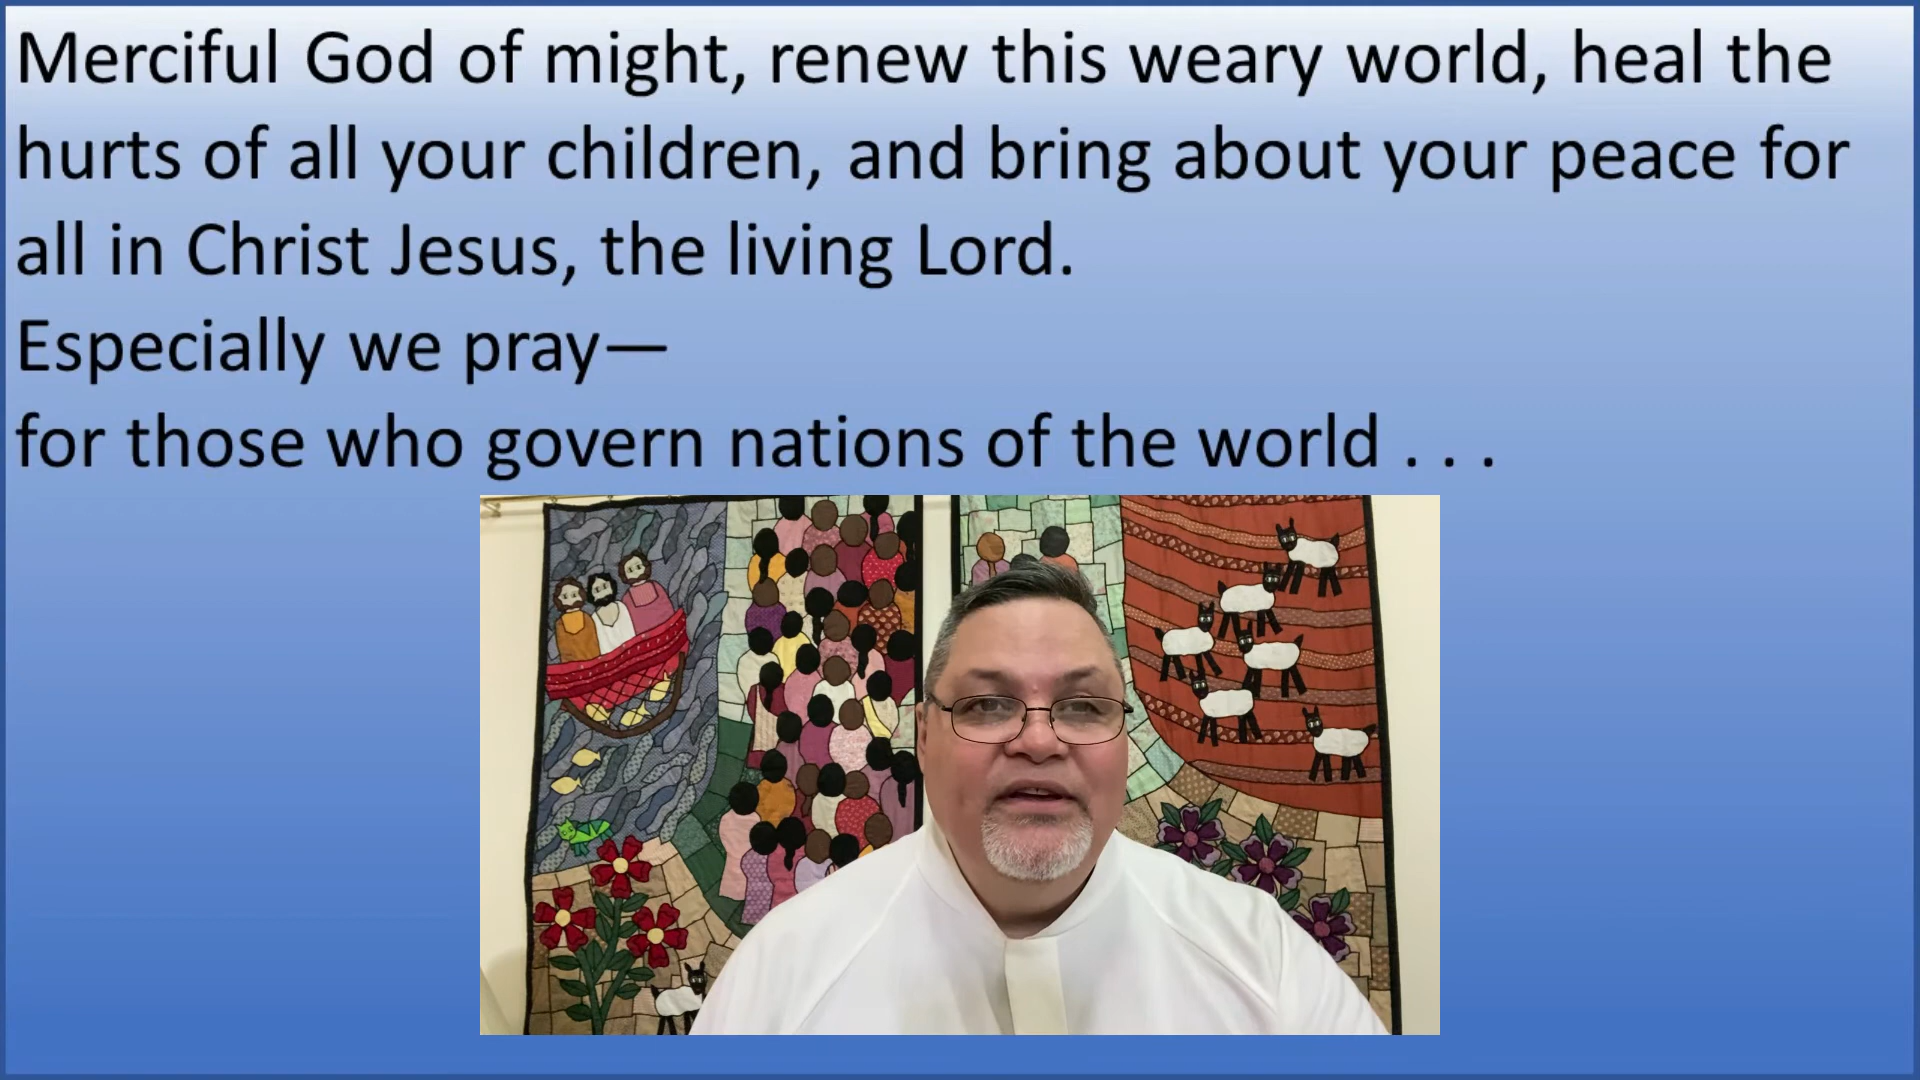 Merciful God of might, renew this weary world, heal the
hurts of all your children, and bring about your peace for
all in Christ Jesus, the living Lord.
Especially we pray—
for those who govern nations of the world . . .